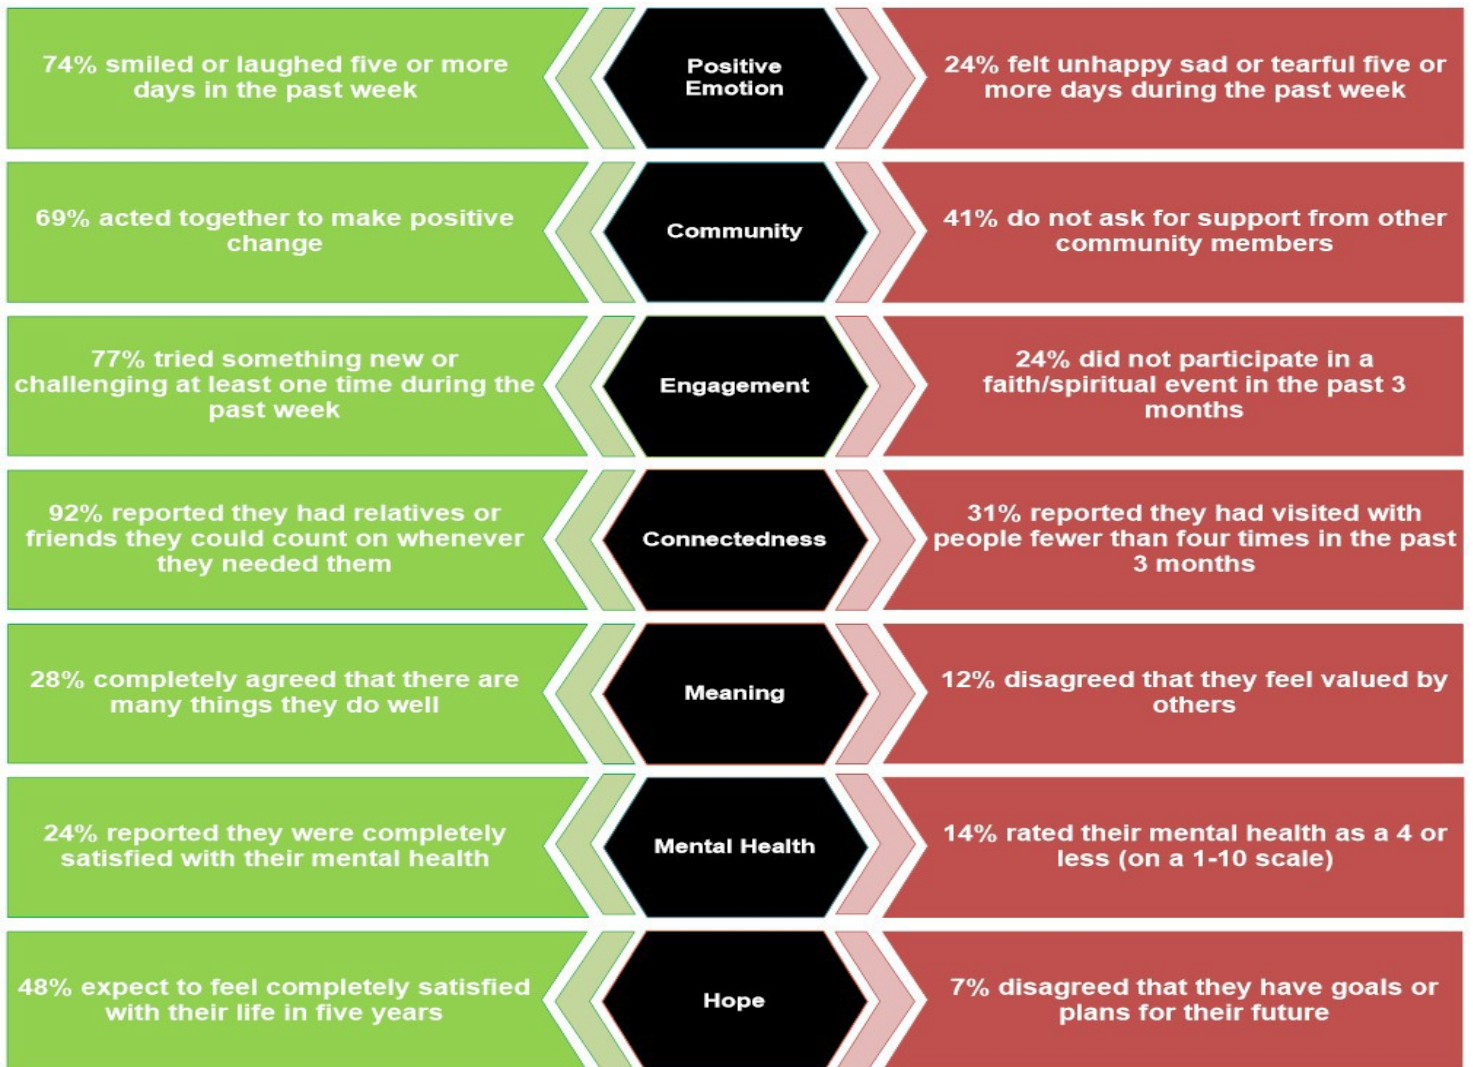 74% smiled or laughed five or more
days in the past week
Positive
Emotion
24% felt unhappy sad or tearful five or
more days during the past week
69% acted together to make positive
change
Community
41% do not ask for support from other
community members
77% tried something new or
challenging at least one time during the
past week
Engagement
24% did not participate in a
faith/spiritual event in the past 3
months
92% reported they had relatives or
friends they could count on whenever
they needed them
Connectedness
31% reported they had visited with
people fewer than four times in the past
3 months
28% completely agreed that there are
many things they do well
Meaning
12% disagreed that they feel valued by
others
24% reported they were completely
satisfied with their mental health
Mental Health
14% rated their mental health as a 4 or
less (on a 1-10 scale)
48% expect to feel completely satisfied
with their life in five years
Hope
7% disagreed that they have goals or
plans for their future